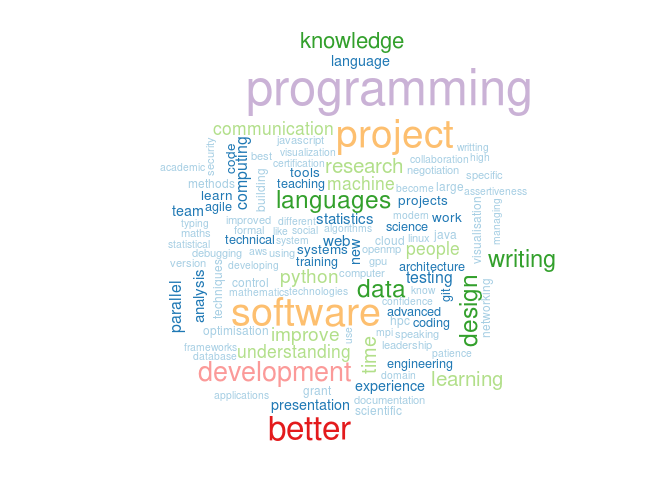 knowledge
language
programming
communication
project
javascript
security
code
computing
best
visualization
writting
academic
certification
research
collaboration
high
tools
negotiation
specific
methods
building
teaching
machine
become
large
assertiveness
learn
languages
projects
team
agile
improved
different
statistics
modern
work
visualisation
managing
typing
formal
like
social
algorithms
science
maths
technical
system
web
new
cloud
linux
java
statistical
systems
openmp
people
writing
debugging
aws
using
version
developing
training
gpu
architecture
techniques
control
python
computer
testing
analysis
parallel
mathematics
technologies
data
know
git
design
networking
confidence
software
advanced
hpc
coding
optimisation
improve
use
mpi
speaking
frameworks
understanding
time
leadership
database
patience
development
engineering
domain
learning
applications
grant
experience
presentation
documentation
scientific
better